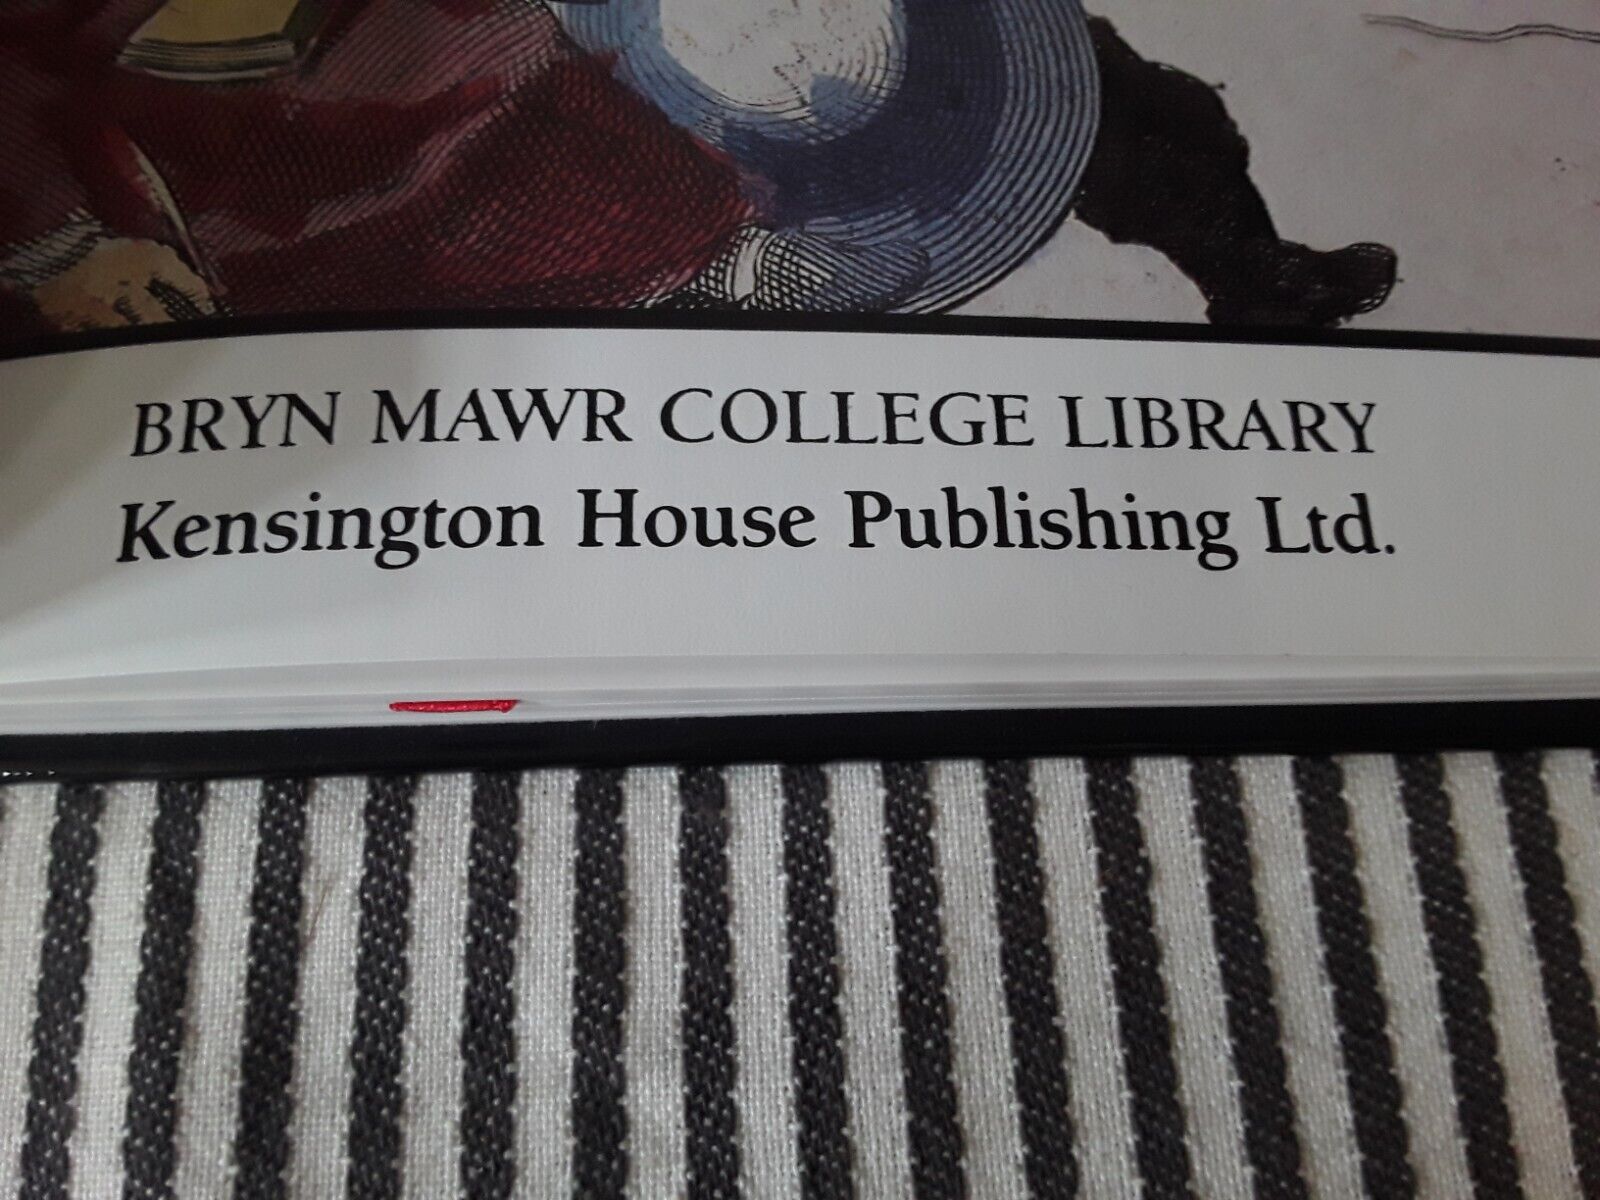 BRYN MAWR COLLEGE LIBRARY
Kensington House Publishing Ltd.